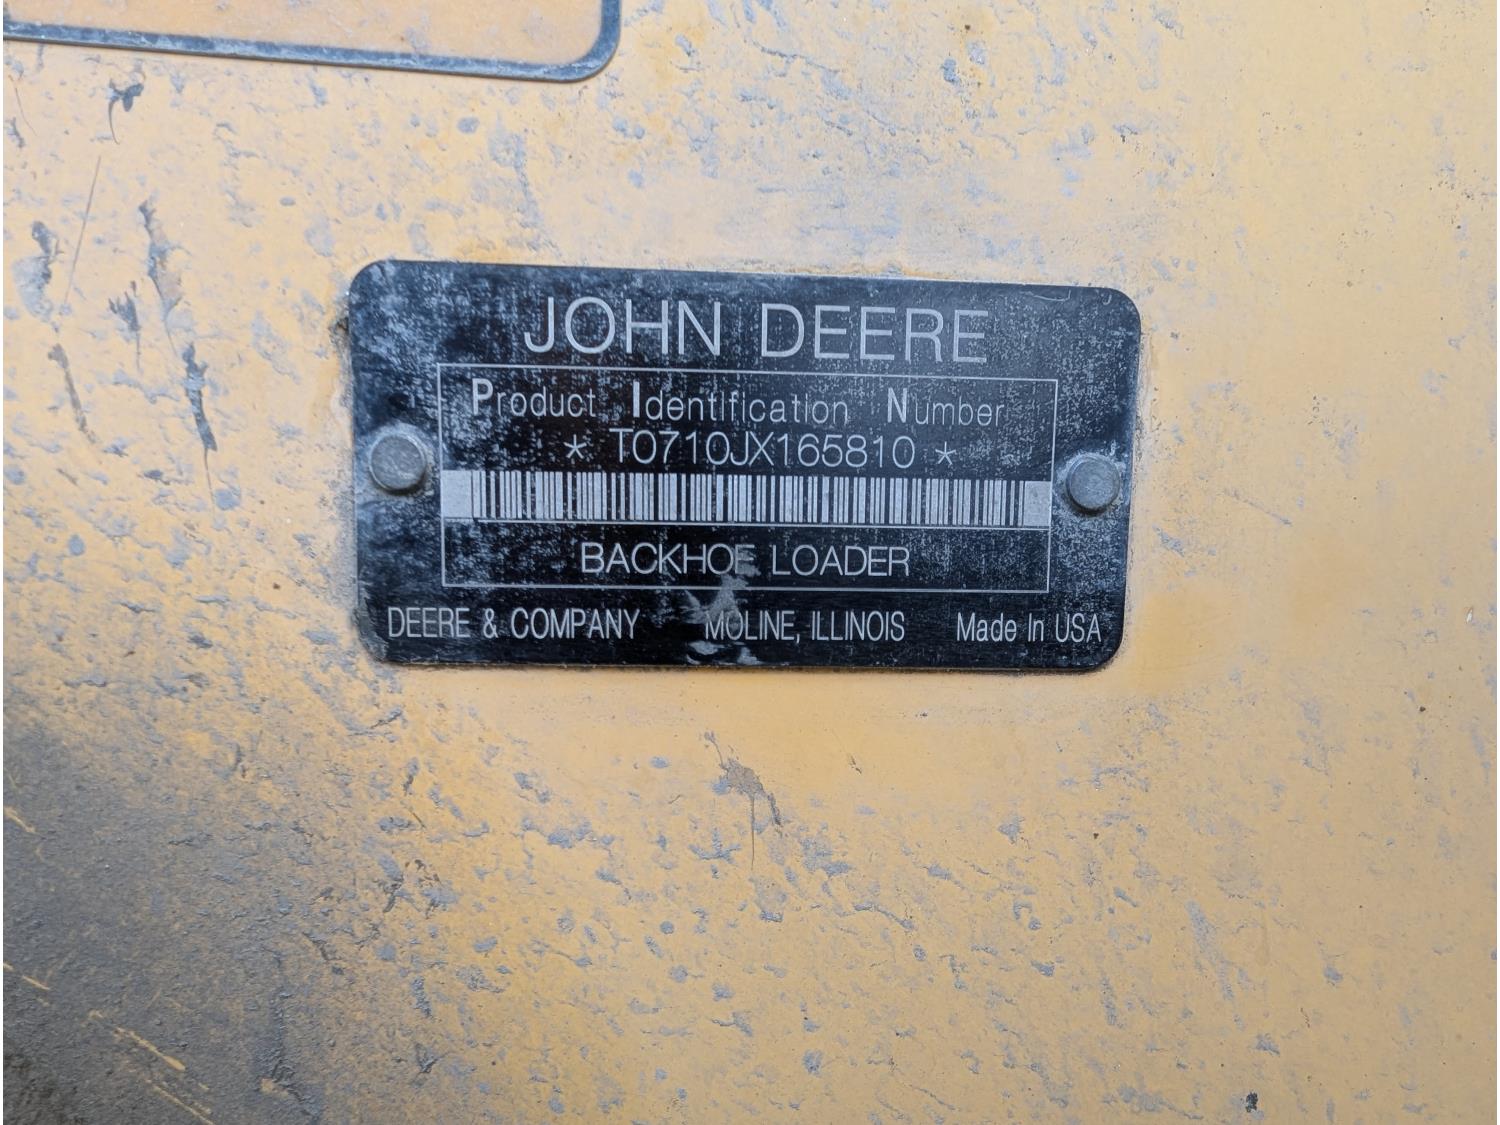 JOHN DEERE
Product Identification Number
* T0710JX165810 *
BACKHOE LOADER
DEERE & COMPANY MOLINE, ILLINOIS Made In USA